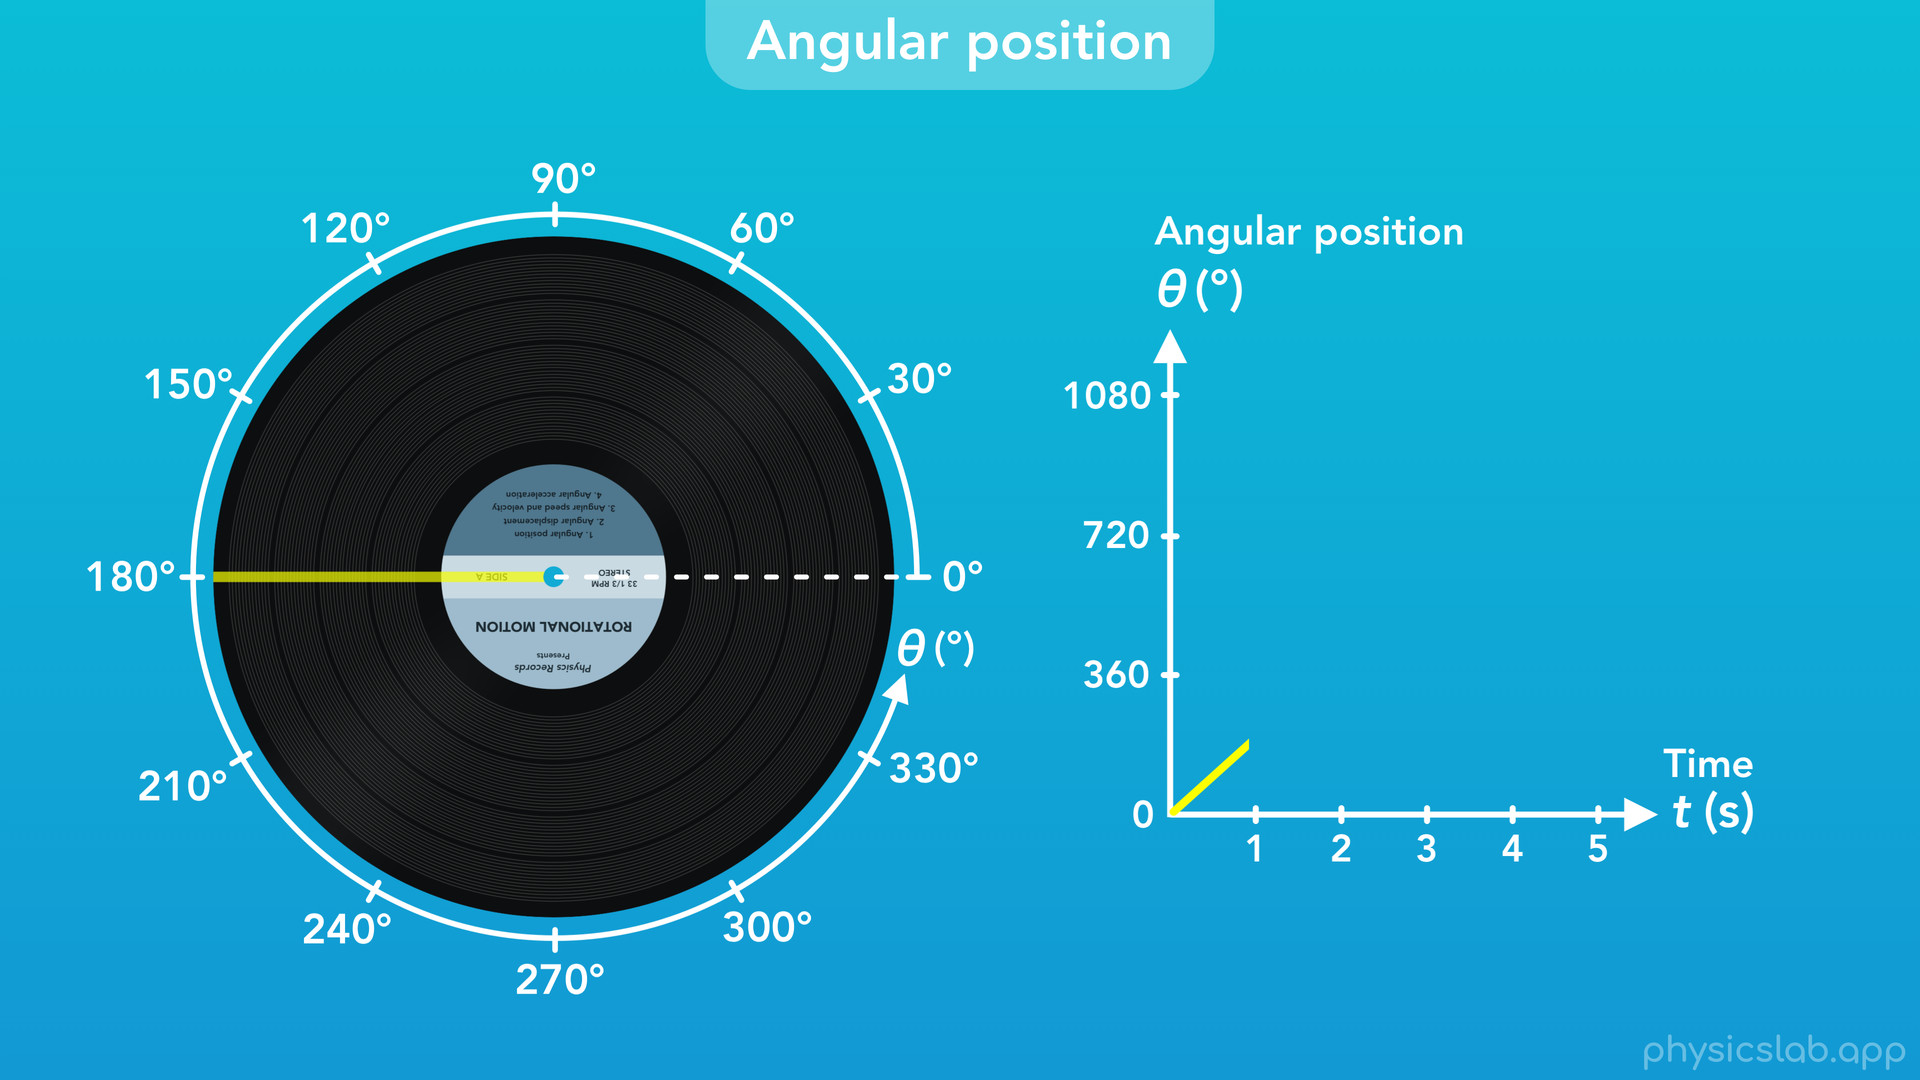 Angular position
90°
120°
60°
150°
30°
180°
0°
210°
330°
240°
300°
270°
θ (°)
4. Angular acceleration
3. Angular speed and velocity
2. Angular displacement
1. Angular position
SIDE A
STEREO
33 1/3 RPM
ROTATIONAL MOTION
Presents
Physics Records
Angular position
θ (°)
1080
720
360
0
1 2 3 4 5
Time
t (s)
physicslab.app